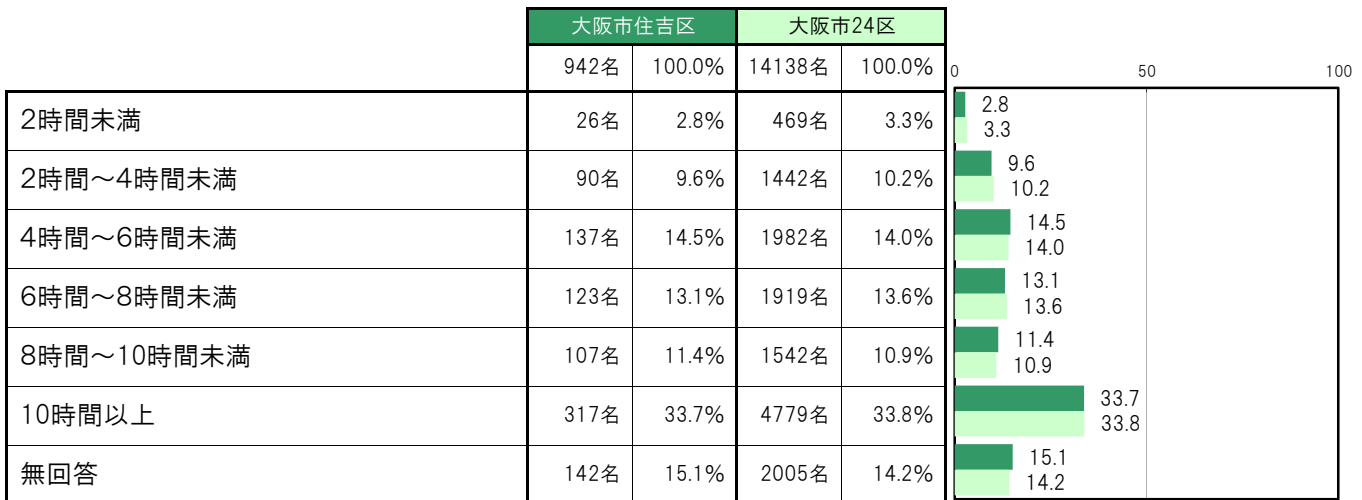 大阪市住吉区 大阪市24区
942名 100.0% 14138名 100.0% 0 50 100
2時間未満 26名 2.8% 469名 3.3% 2.8
3.3
2時間～4時間未満 90名 9.6% 1442名 10.2% 9.6
10.2
4時間～6時間未満 137名 14.5% 1982名 14.0% 14.5
14.0
6時間～8時間未満 123名 13.1% 1919名 13.6% 13.1
13.6
8時間～10時間未満 107名 11.4% 1542名 10.9% 11.4
10.9
10時間以上 317名 33.7% 4779名 33.8% 33.7
33.8
無回答 142名 15.1% 2005名 14.2% 15.1
14.2